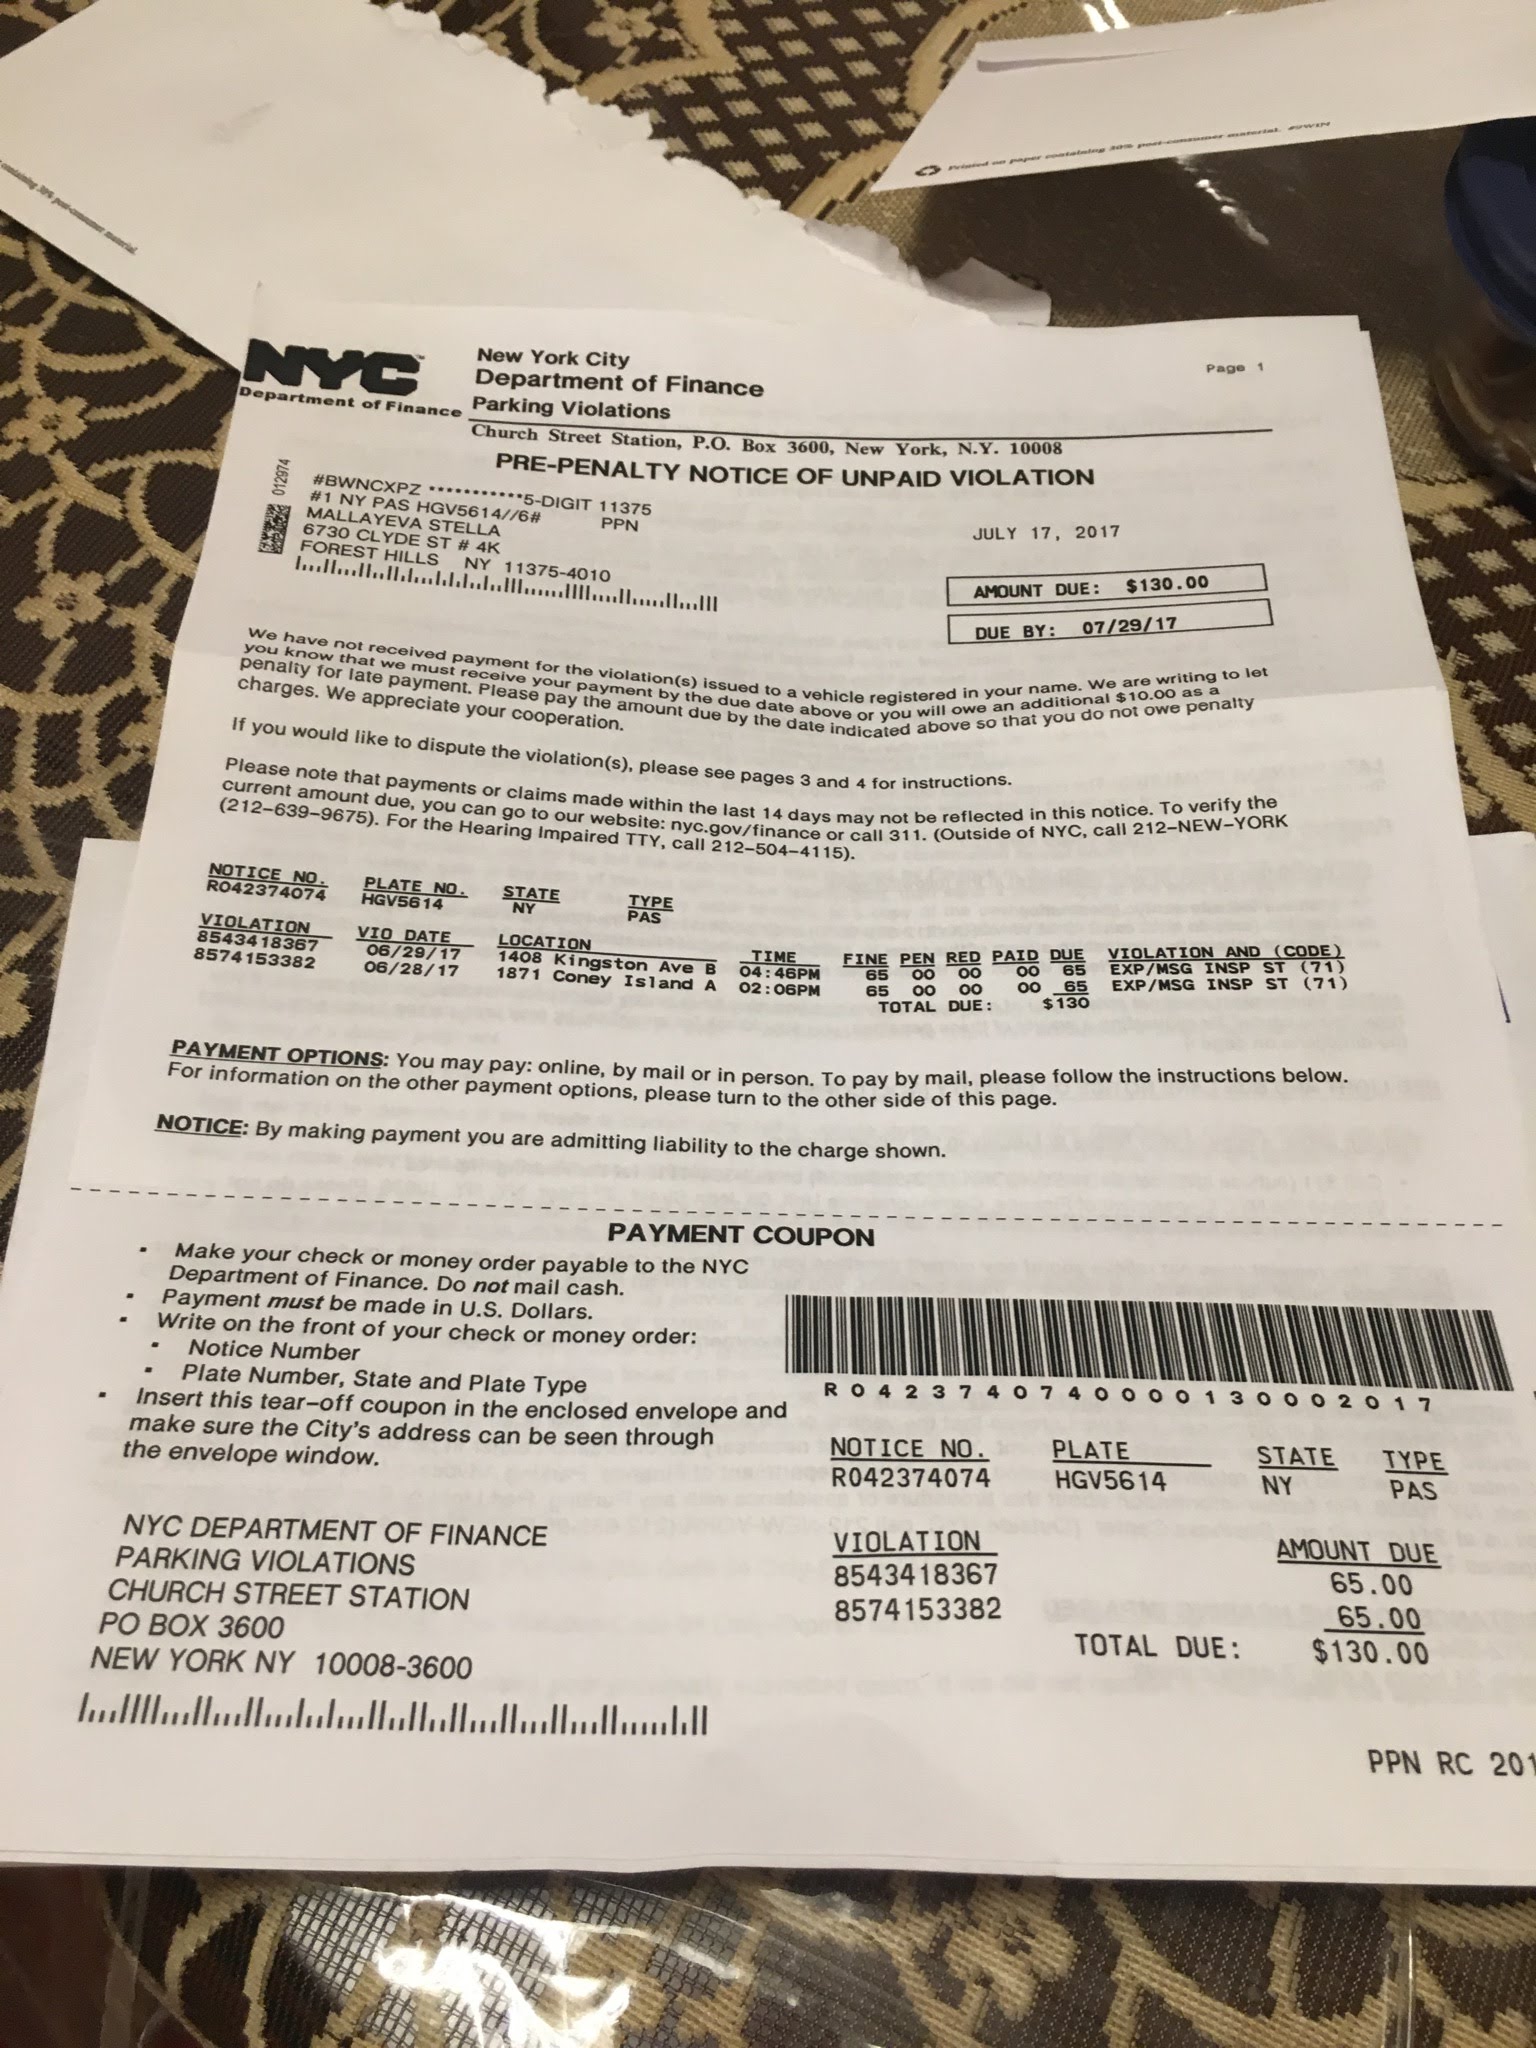 Printed on paper containing 30% post-consumer material.
containing 30% post-consumer material.
NYC
Department of Finance
New York City
Department of Finance
Parking Violations
Page 1
Church Street Station, P.O. Box 3600, New York, N.Y. 10008
PRE-PENALTY NOTICE OF UNPAID VIOLATION
012974
#BWNCXPZ ***********5-DIGIT 11375
#1 NY PAS HGV5614//6# PPN
MALLAYEVA STELLA
6730 CLYDE ST # 4K
FOREST HILLS NY 11375-4010
JULY 17, 2017
AMOUNT DUE: $130.00
DUE BY: 07/29/17
We have not received payment for the violation(s) issued to a vehicle registered in your name. We are writing to let
you know that we must receive your payment by the due date above or you will owe an additional $10.00 as a
penalty for late payment. Please pay the amount due by the date indicated above so that you do not owe penalty
charges. We appreciate your cooperation.
If you would like to dispute the violation(s), please see pages 3 and 4 for instructions.
Please note that payments or claims made within the last 14 days may not be reflected in this notice. To verify the
current amount due, you can go to our website: nyc.gov/finance or call 311. (Outside of NYC, call 212-NEW-YORK
(212-639-9675). For the Hearing Impaired TTY, call 212-504-4115).
NOTICE NO. PLATE NO. STATE TYPE
R042374074 HGV5614 NY PAS
VIOLATION VIO DATE LOCATION TIME FINE PEN RED PAID DUE VIOLATION AND (CODE)
8543418367 06/29/17 1408 Kingston Ave B 04:46PM 65 00 00 00 65 EXP/MSG INSP ST (71)
8574153382 06/28/17 1871 Coney Island A 02:06PM 65 00 00 00 65 EXP/MSG INSP ST (71)
TOTAL DUE: $130
PAYMENT OPTIONS: You may pay: online, by mail or in person. To pay by mail, please follow the instructions below.
For information on the other payment options, please turn to the other side of this page.
NOTICE: By making payment you are admitting liability to the charge shown.
PAYMENT COUPON
▪ Make your check or money order payable to the NYC
Department of Finance. Do not mail cash.
▪ Payment must be made in U.S. Dollars.
▪ Write on the front of your check or money order:
▪ Notice Number
▪ Plate Number, State and Plate Type
▪ Insert this tear-off coupon in the enclosed envelope and
make sure the City's address can be seen through
the envelope window.
R042374074000013000 2017
NOTICE NO. PLATE STATE TYPE
R042374074 HGV5614 NY PAS
VIOLATION AMOUNT DUE
8543418367 65.00
8574153382 65.00
TOTAL DUE: $130.00
NYC DEPARTMENT OF FINANCE
PARKING VIOLATIONS
CHURCH STREET STATION
PO BOX 3600
NEW YORK NY 10008-3600
PPN RC 201